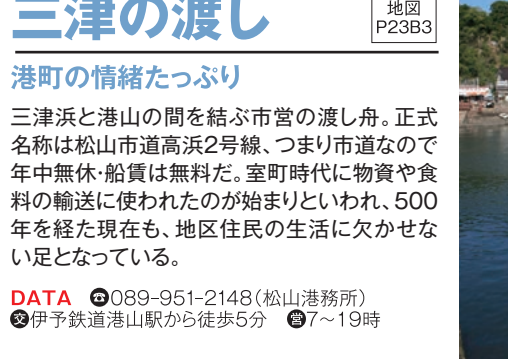 三津の渡し
地図
P23B3
港町の情緒たっぷり
三津浜と港山の間を結ぶ市営の渡し舟。正式
名称は松山市道高浜2号線、つまり市道なので
年中無休・船賃は無料だ。室町時代に物資や食
料の輸送に使われたのが始まりといわれ、500
年を経た現在も、地区住民の生活に欠かせな
い足となっている。
DATA ☎089-951-2148(松山港務所)
交伊予鉄道港山駅から徒歩5分 営7〜19時